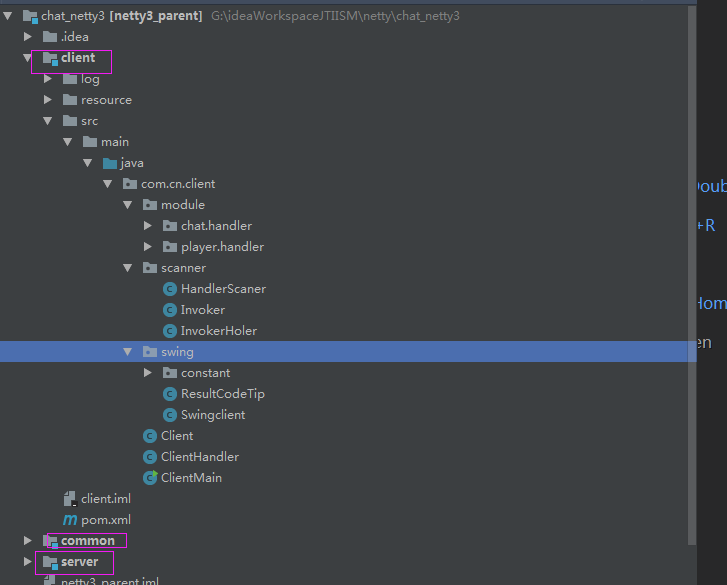 chat_netty3 [netty3_parent] G:\ideaWorkspaceJTIISM\netty\chat_netty3
.idea
client
log
resource
src
main
java
com.cn.client
module
chat.handler
player.handler
scanner
HandlerScaner
Invoker
InvokerHoler
swing
constant
ResultCodeTip
Swingclient
Client
ClientHandler
ClientMain
client.iml
pom.xml
common
server
netty3_parent.iml
Doub
+R
Hom
en